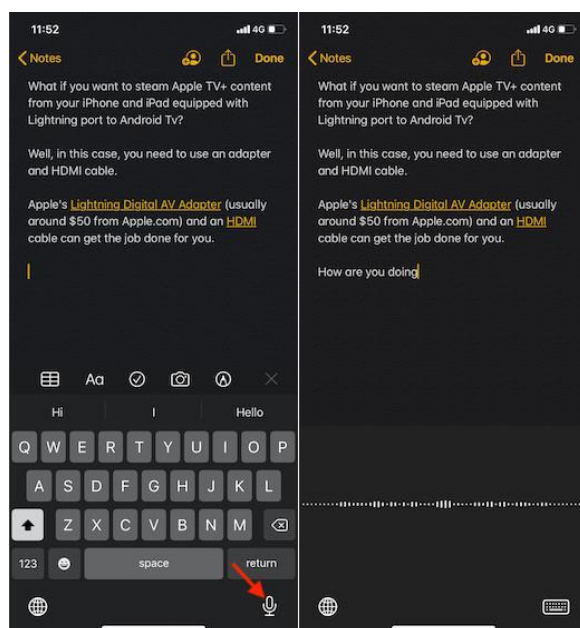 11:52
4G
Notes
Done
What if you want to steam Apple TV+ content
from your iPhone and iPad equipped with
Lightning port to Android Tv?
Well, in this case, you need to use an adapter
and HDMI cable.
Apple's Lightning Digital AV Adapter (usually
around $50 from Apple.com) and an HDMI
cable can get the job done for you.
Aa
Hi
I
Hello
Q W E R T Y U I O P
A S D F G H J K L
Z X C V B N M
123
space
return
11:52
4G
Notes
Done
What if you want to steam Apple TV+ content
from your iPhone and iPad equipped with
Lightning port to Android Tv?
Well, in this case, you need to use an adapter
and HDMI cable.
Apple's Lightning Digital AV Adapter (usually
around $50 from Apple.com) and an HDMI
cable can get the job done for you.
How are you doing